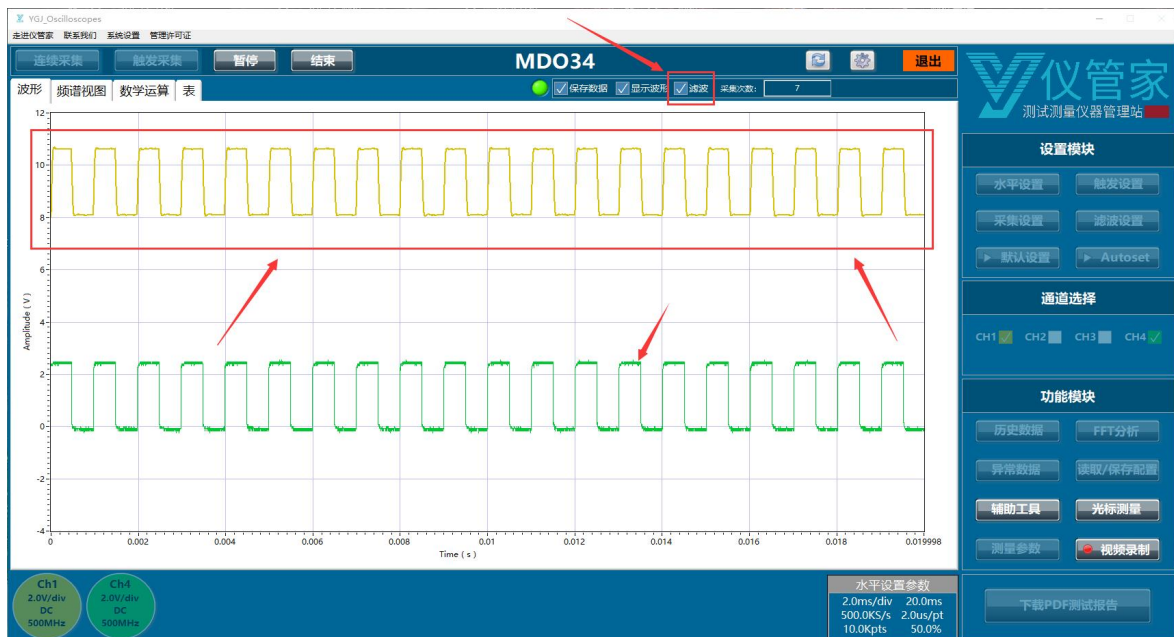 YGJ_Oscilloscopes
走进仪管家 联系我们 系统设置 管理许可证
连续采集 触发采集 暂停 结束 MDO34 退出
波形 频谱视图 数学运算 表 保存数据 显示波形 滤波 采集次数: 7
仪管家
测试测量仪器管理站
设置模块
水平设置 触发设置
采集设置 滤波设置
默认设置 Autoset
通道选择
CH1 CH2 CH3 CH4
功能模块
历史数据 FFT分析
异常数据 读取/保存配置
辅助工具 光标测量
测量参数 视频录制
下载PDF测试报告
Amplitude ( V )
12
10
8
6
4
2
0
-2
-4
0 0.002 0.004 0.006 0.008 0.01 0.012 0.014 0.016 0.018 0.019998
Time ( s )
Ch1
2.0V/div
DC
500MHz
Ch4
2.0V/div
DC
500MHz
水平设置参数
2.0ms/div 20.0ms
500.0KS/s 2.0us/pt
10.0Kpts 50.0%